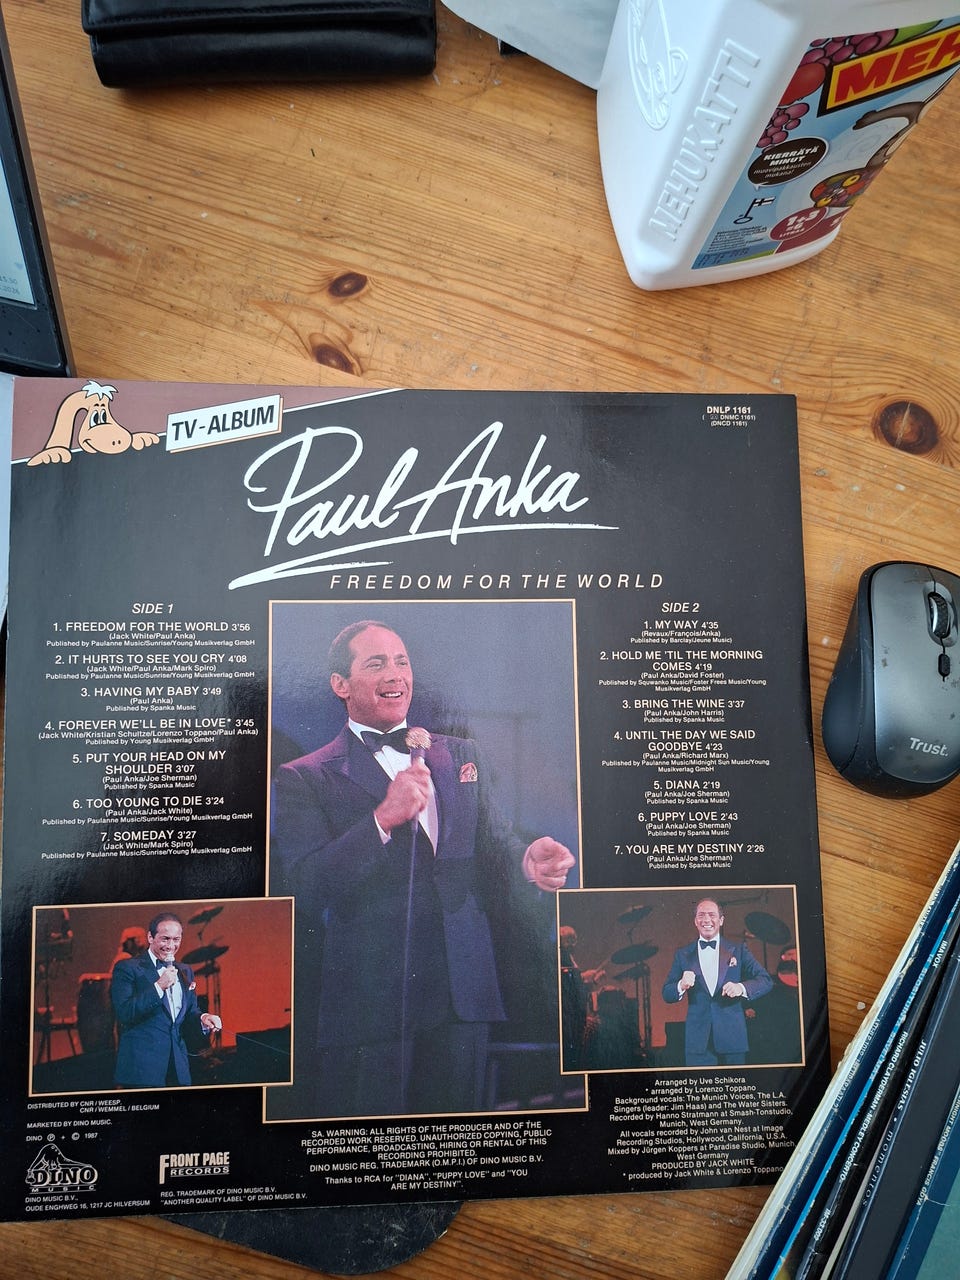 MEHUKATTI
MEH
KIERRÄTÄ
MINUT
muovipakkausten
mukana!
1+3
=6
LITRAA
15:30
TV-ALBUM
DNLP 1161
DNMC 1161)
(DNCD 1161)
Paul Anka
FREEDOM FOR THE WORLD
SIDE 1
1. FREEDOM FOR THE WORLD 3'56
(Jack White/Paul Anka)
Published by Paulanne Music/Sunrise/Young Musikverlag GmbH
2. IT HURTS TO SEE YOU CRY 4'08
(Jack White/Paul Anka/Mark Spiro)
Published by Paulanne Music/Sunrise/Young Musikverlag GmbH
3. HAVING MY BABY 3'49
(Paul Anka)
Published by Spanka Music
4. FOREVER WE'LL BE IN LOVE* 3'45
(Jack White/Kristian Schultze/Lorenzo Toppano/Paul Anka)
Published by Young Musikverlag GmbH
5. PUT YOUR HEAD ON MY
SHOULDER 3'07
(Paul Anka/Joe Sherman)
Published by Spanka Music
6. TOO YOUNG TO DIE 3'24
(Paul Anka/Jack White)
Published by Paulanne Music/Sunrise/Young Musikverlag GmbH
7. SOMEDAY 3'27
(Jack White/Mark Spiro)
Published by Paulanne Music/Sunrise/Young Musikverlag GmbH
SIDE 2
1. MY WAY 4'35
(Revaux/François/Anka)
Published by Barclay/Jeune Music)
2. HOLD ME 'TIL THE MORNING
COMES 4'19
(Paul Anka/David Foster)
Published by Squwanko Music/Foster Frees Music/Young
Musikverlag GmbH
3. BRING THE WINE 3'37
(Paul Anka/John Harris)
Published by Spanka Music
4. UNTIL THE DAY WE SAID
GOODBYE 4'23
(Paul Anka/Richard Marx)
Published by Paulanne Music/Midnight Sun Music/Young
Musikverlag GmbH
5. DIANA 2'19
(Paul Anka/Joe Sherman)
Published by Spanka Music
6. PUPPY LOVE 2'43
(Paul Anka/Joe Sherman)
Published by Spanka Music
7. YOU ARE MY DESTINY 2'26
(Paul Anka/Joe Sherman)
Published by Spanka Music
Trust.
DISTRIBUTED BY CNR / WEESP.
CNR / WEMMEL / BELGIUM
MARKETED BY DINO MUSIC.
DINO ℗ + © 1987
DINO
MUSIC
DINO MUSIC B.V.,
OUDE ENGHWEG 16, 1217 JC HILVERSUM
FRONT PAGE
RECORDS
REG. TRADEMARK OF DINO MUSIC B.V.
"ANOTHER QUALITY LABEL" OF DINO MUSIC B.V.
SA. WARNING: ALL RIGHTS OF THE PRODUCER AND OF THE
RECORDED WORK RESERVED. UNAUTHORIZED COPYING, PUBLIC
PERFORMANCE, BROADCASTING, HIRING OR RENTAL OF THIS
RECORDING PROHIBITED.
DINO MUSIC REG. TRADEMARK (O.M.P.I.) OF DINO MUSIC B.V.
Thanks to RCA for "DIANA", "PUPPY LOVE" and "YOU
ARE MY DESTINY".
Arranged by Uve Schikora
* arranged by Lorenzo Toppano
Background vocals: The Munich Voices, The L.A.
Singers (leader: Jim Haas) and The Water Sisters.
Recorded by Hanno Strattmann at Smash-Tonstudio,
Munich, West Germany.
All vocals recorded by John van Nest at Image
Recording Studios, Hollywood, California, U.S.A.
Mixed by Jürgen Koppers at Paradise Studio, Munich,
West Germany
PRODUCED BY JACK WHITE
* produced by Jack White & Lorenzo Toppano
RICHARD CLAYDERMAN
MEDLEY CONCERTO
JULIO IGLESIAS • momentos